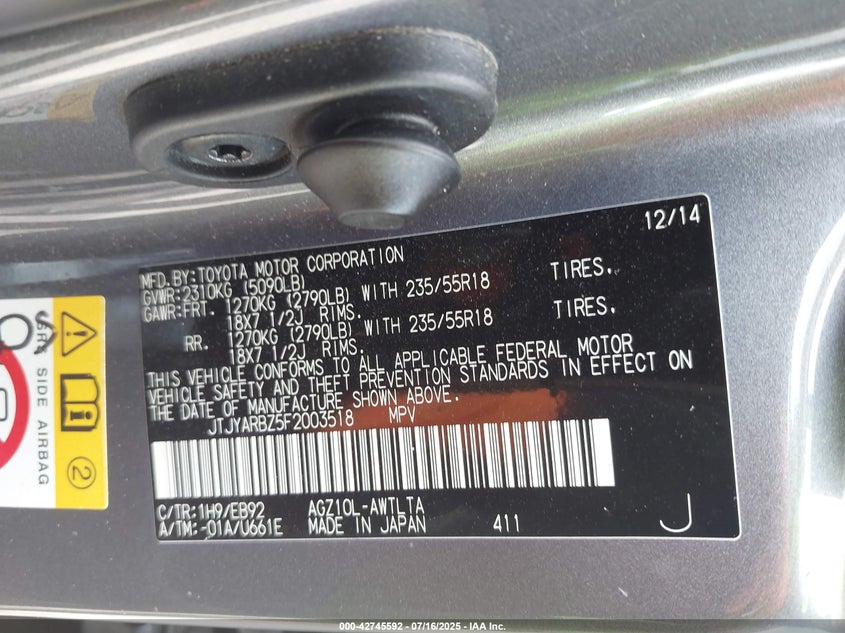 12/14
MFD.BY:TOYOTA MOTOR CORPORATION
GVWR:2310KG (5090LB)
GAWR:FRT. 1270KG (2790LB) WITH 235/55R18 TIRES.
18X7 1/2J RIMS.
RR. 1270KG (2790LB) WITH 235/55R18 TIRES.
18X7 1/2J RIMS.
THIS VEHICLE CONFORMS TO ALL APPLICABLE FEDERAL MOTOR
VEHICLE SAFETY AND THEFT PREVENTION STANDARDS IN EFFECT ON
THE DATE OF MANUFACTURE SHOWN ABOVE.
JTJYARBZ5F2003518 MPV
C/TR:1H9/EB92 AGZ10L-AWTLTA
A/TM:-01A/U661E MADE IN JAPAN 411 J
SRS SIDE AIRBAG
2
000-42745592 - 07/16/2025 - IAA Inc.